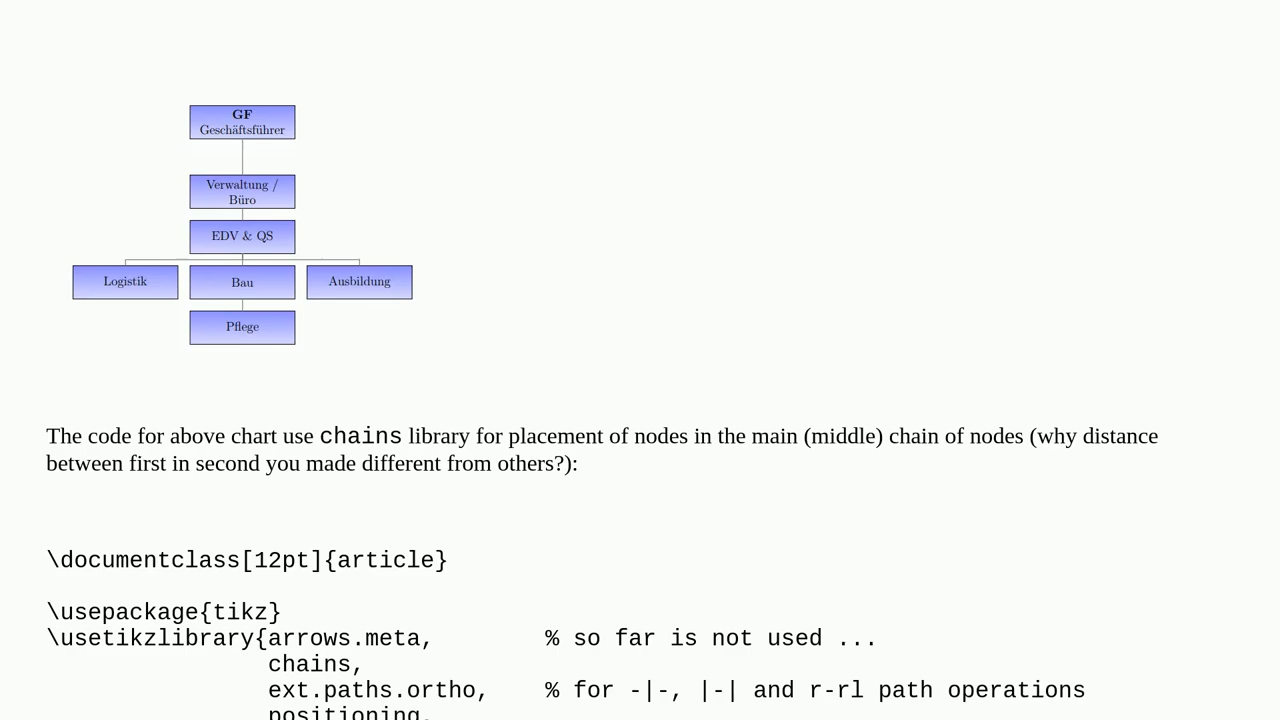 GF
Geschäftsführer
Verwaltung /
Büro
EDV & QS
Logistik
Bau
Ausbildung
Pflege
The code for above chart use chains library for placement of nodes in the main (middle) chain of nodes (why distance
between first in second you made different from others?):
\documentclass[12pt]{article}
\usepackage{tikz}
\usetikzlibrary{arrows.meta,        % so far is not used ...
                chains,
                ext.paths.ortho,    % for -|-, |-| and r-rl path operations
                positioning,